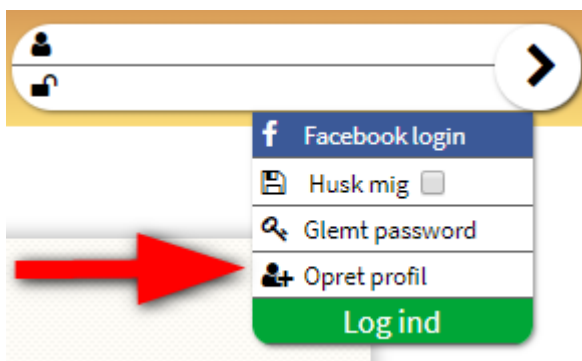 Facebook login
Husk mig
Glemt password
Opret profil
Log ind